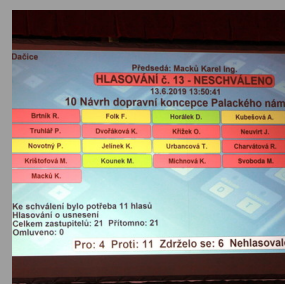 Dačice
Předsedá: Macků Karel Ing.
HLASOVÁNÍ č. 13 - NESCHVÁLENO
13.6.2019 13:50:41
10 Návrh dopravní koncepce Palackého nám
Brtník R. Folk F. Horálek D. Kubešová A.
Truhlář P. Dvořáková K. Křížek O. Neuvirt J.
Novotný P. Jelínek K. Urbancová T. Charvátová R.
Krištofová M. Kounek M. Michnová K. Svoboda M.
Macků K.
Ke schválení bylo potřeba 11 hlasů
Hlasování o usnesení
Celkem zastupitelů: 21 Přítomno: 21
Omluveno: 0
Pro: 4 Proti: 11 Zdrželo se: 6 Nehlasoval